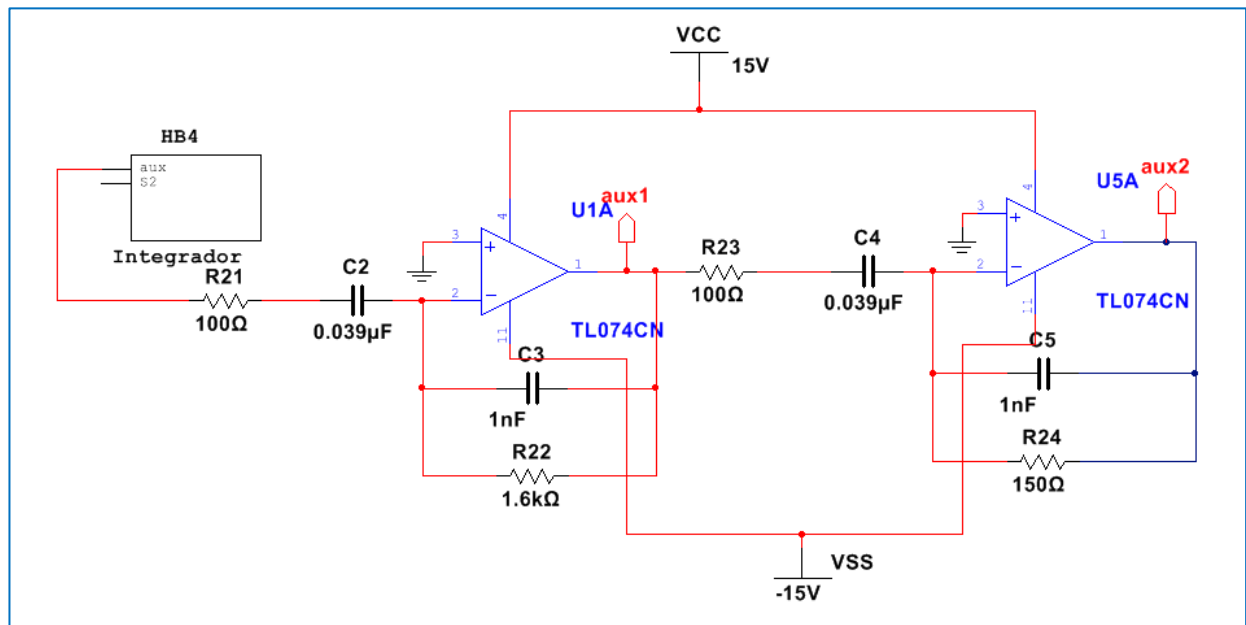 VCC
15V
HB4
aux
S2
Integrador
R21
100Ω
C2
0.039µF
3
2
4
11
1
U1A
aux1
TL074CN
C3
1nF
R22
1.6kΩ
R23
100Ω
C4
0.039µF
3
2
4
11
1
U5A
aux2
TL074CN
C5
1nF
R24
150Ω
VSS
-15V